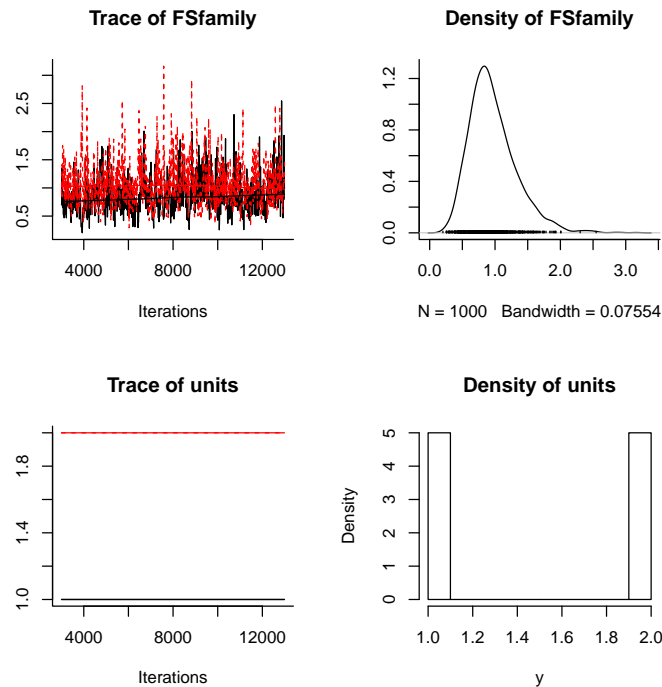 Trace of FSfamily
0.5 1.5 2.5
4000 8000 12000
Iterations
Density of FSfamily
0.0 0.4 0.8 1.2
0.0 1.0 2.0 3.0
N = 1000 Bandwidth = 0.07554
Trace of units
1.0 1.4 1.8
4000 8000 12000
Iterations
Density of units
Density
0 1 2 3 4 5
1.0 1.2 1.4 1.6 1.8 2.0
y